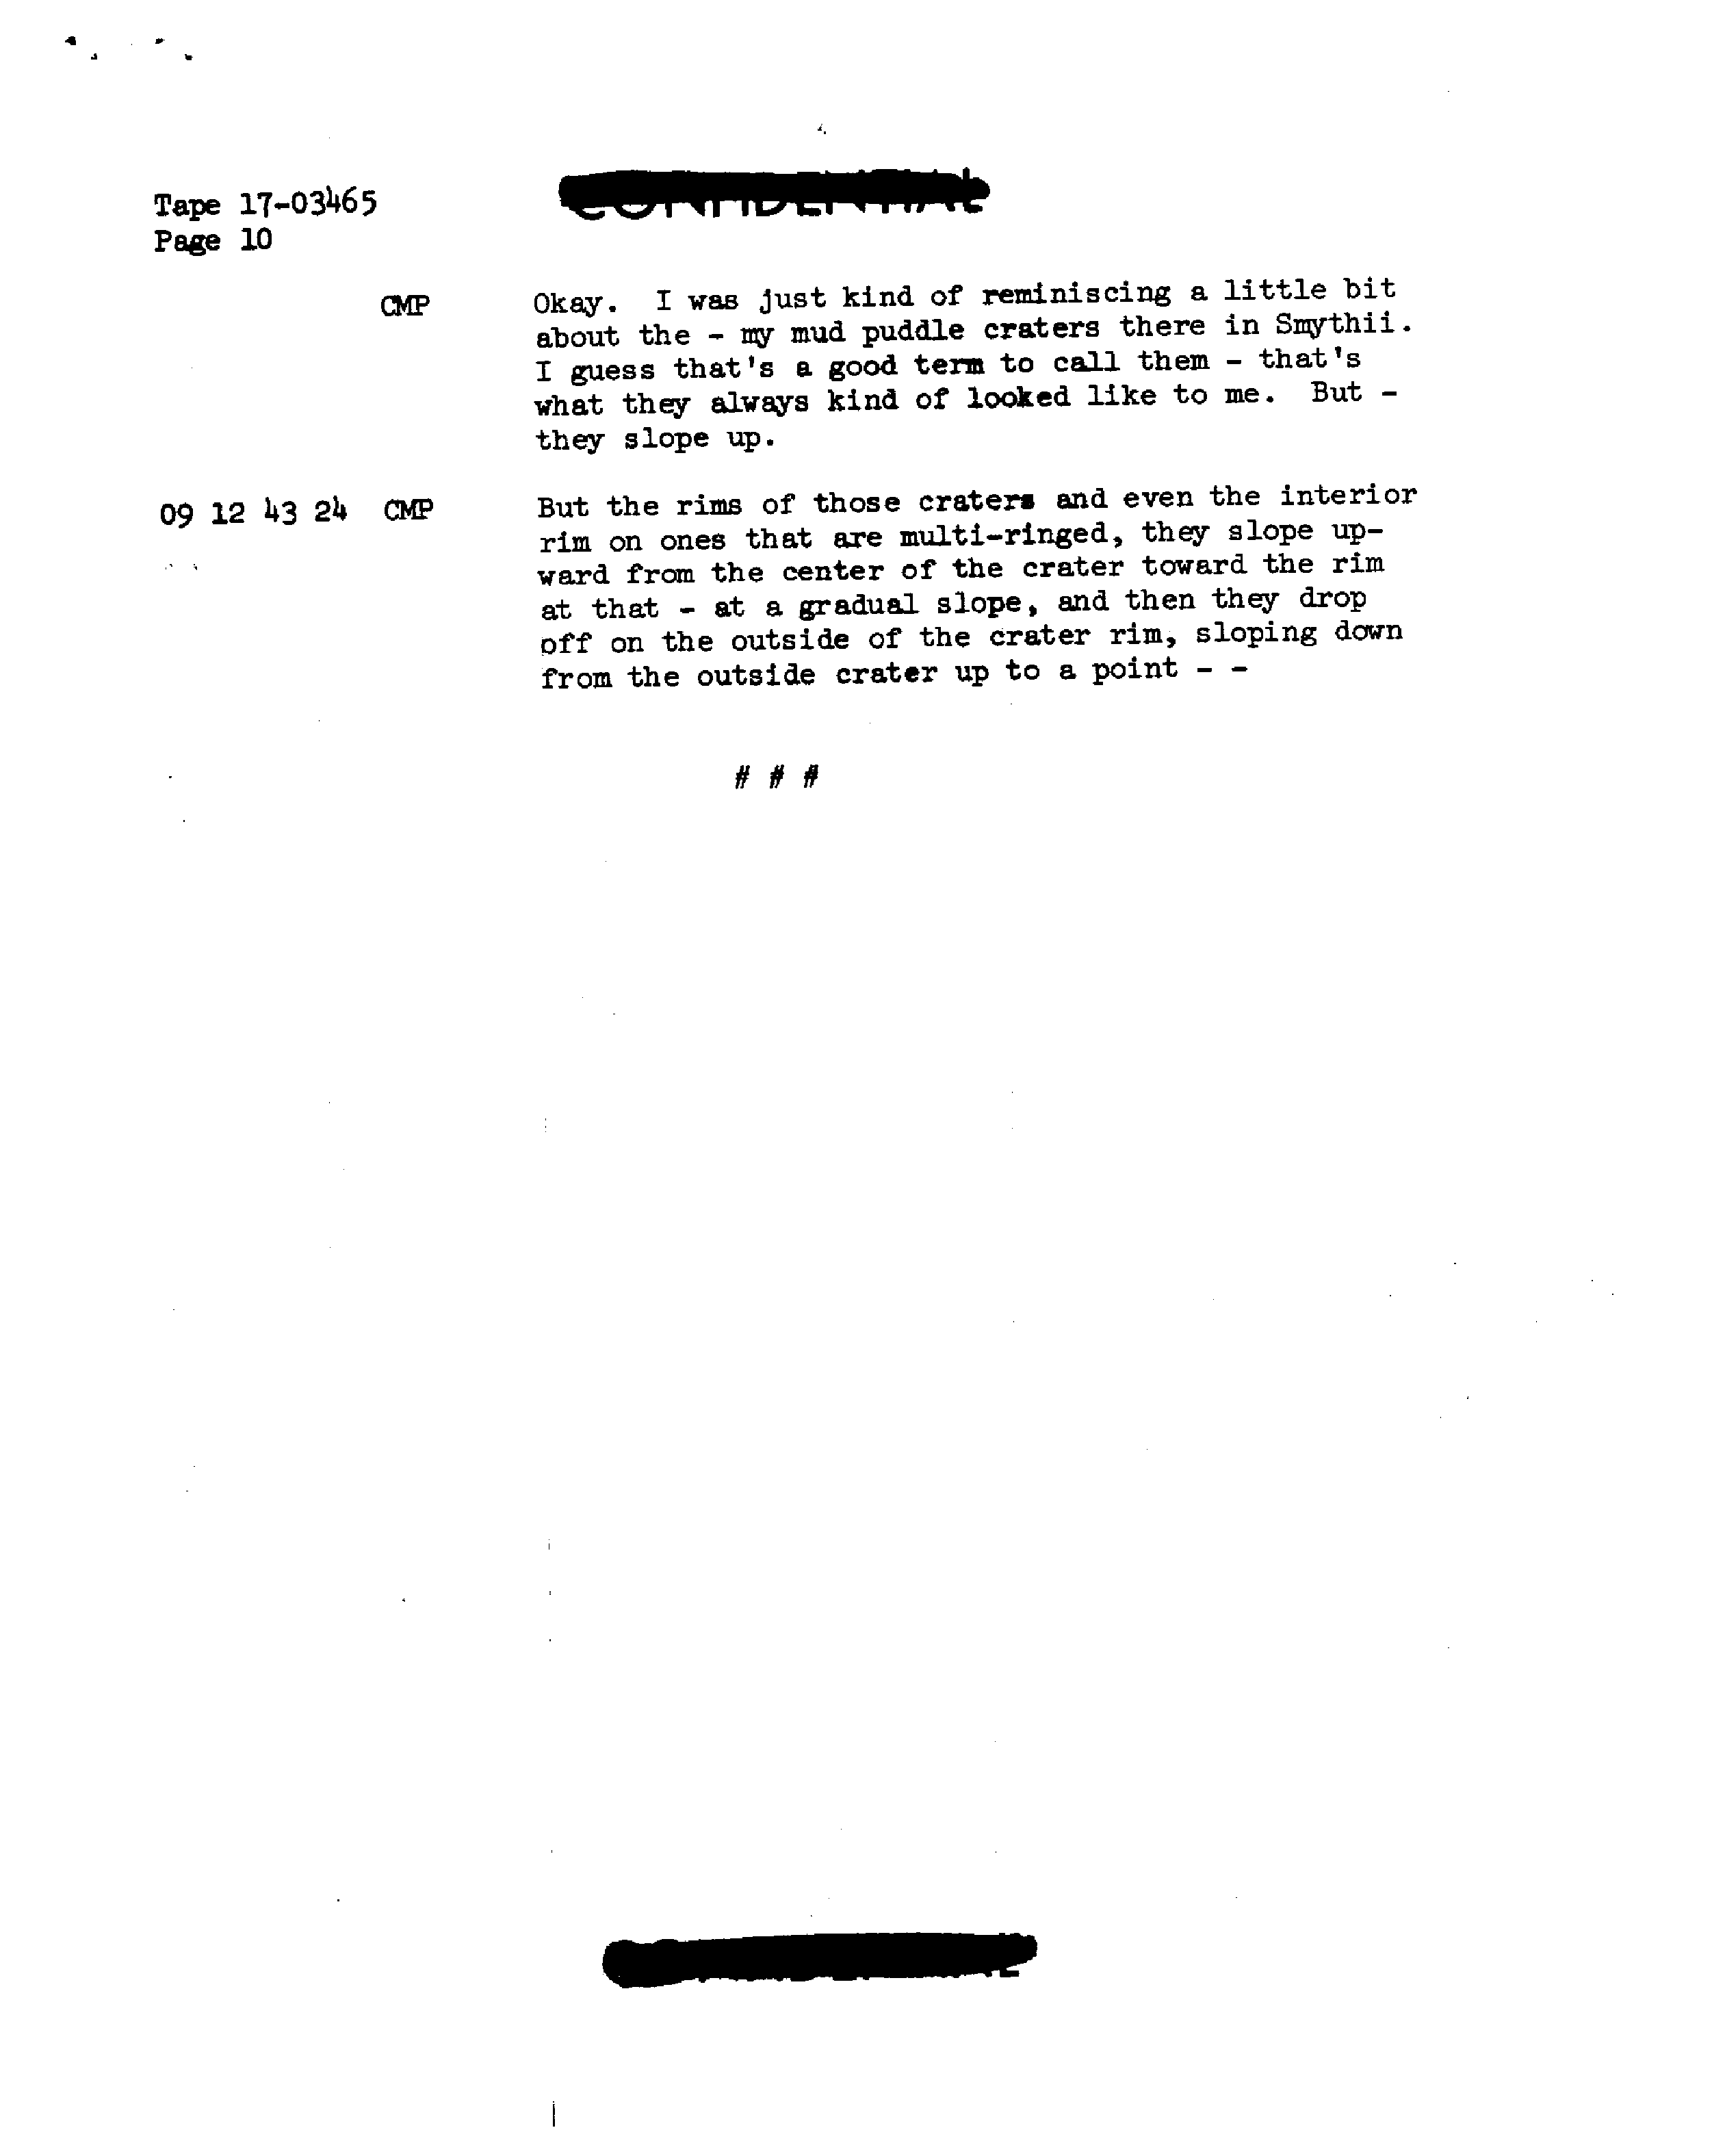 Tape 17-03465
Page 10
CONFIDENTIAL
CMP Okay. I was just kind of reminiscing a little bit
about the - my mud puddle craters there in Smythii.
I guess that's a good term to call them - that's
what they always kind of looked like to me. But -
they slope up.
09 12 43 24 CMP But the rims of those craters and even the interior
rim on ones that are multi-ringed, they slope up-
ward from the center of the crater toward the rim
at that - at a gradual slope, and then they drop
off on the outside of the crater rim, sloping down
from the outside crater up to a point - -
# # #